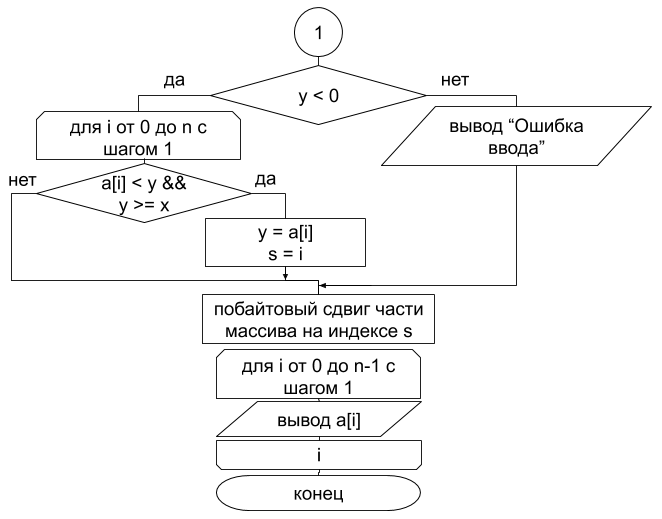 1
да
нет
y < 0
для i от 0 до n с
шагом 1
вывод “Ошибка
ввода”
нет
a[i] < y &&
y >= x
да
y = a[i]
s = i
побайтовый сдвиг части
массива на индексе s
для i от 0 до n-1 с
шагом 1
вывод a[i]
i
конец